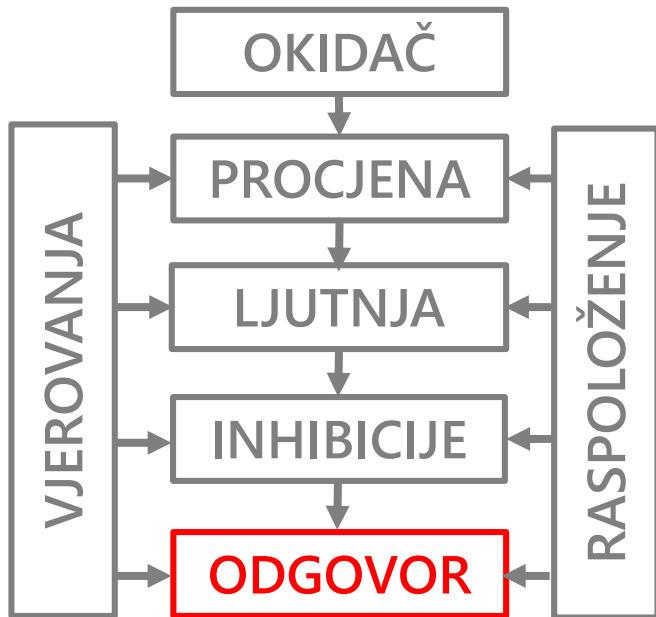 OKIDAČ
PROCJENA
LJUTNJA
INHIBICIJE
ODGOVOR
VJEROVANJA
RASPOLOŽENJE